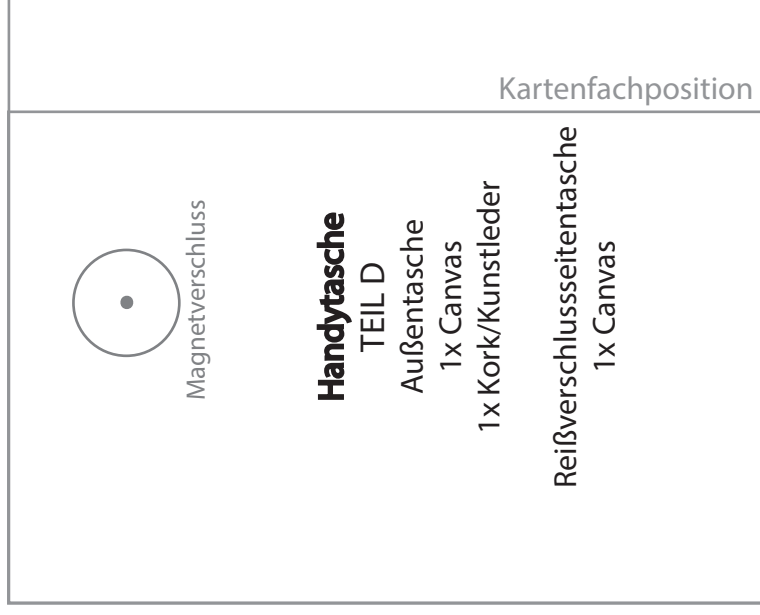 Kartenfachposition
Magnetverschluss
Handytasche
TEIL D
Außentasche
1x Canvas
1x Kork/Kunstleder
Reißverschlussseitentasche
1x Canvas